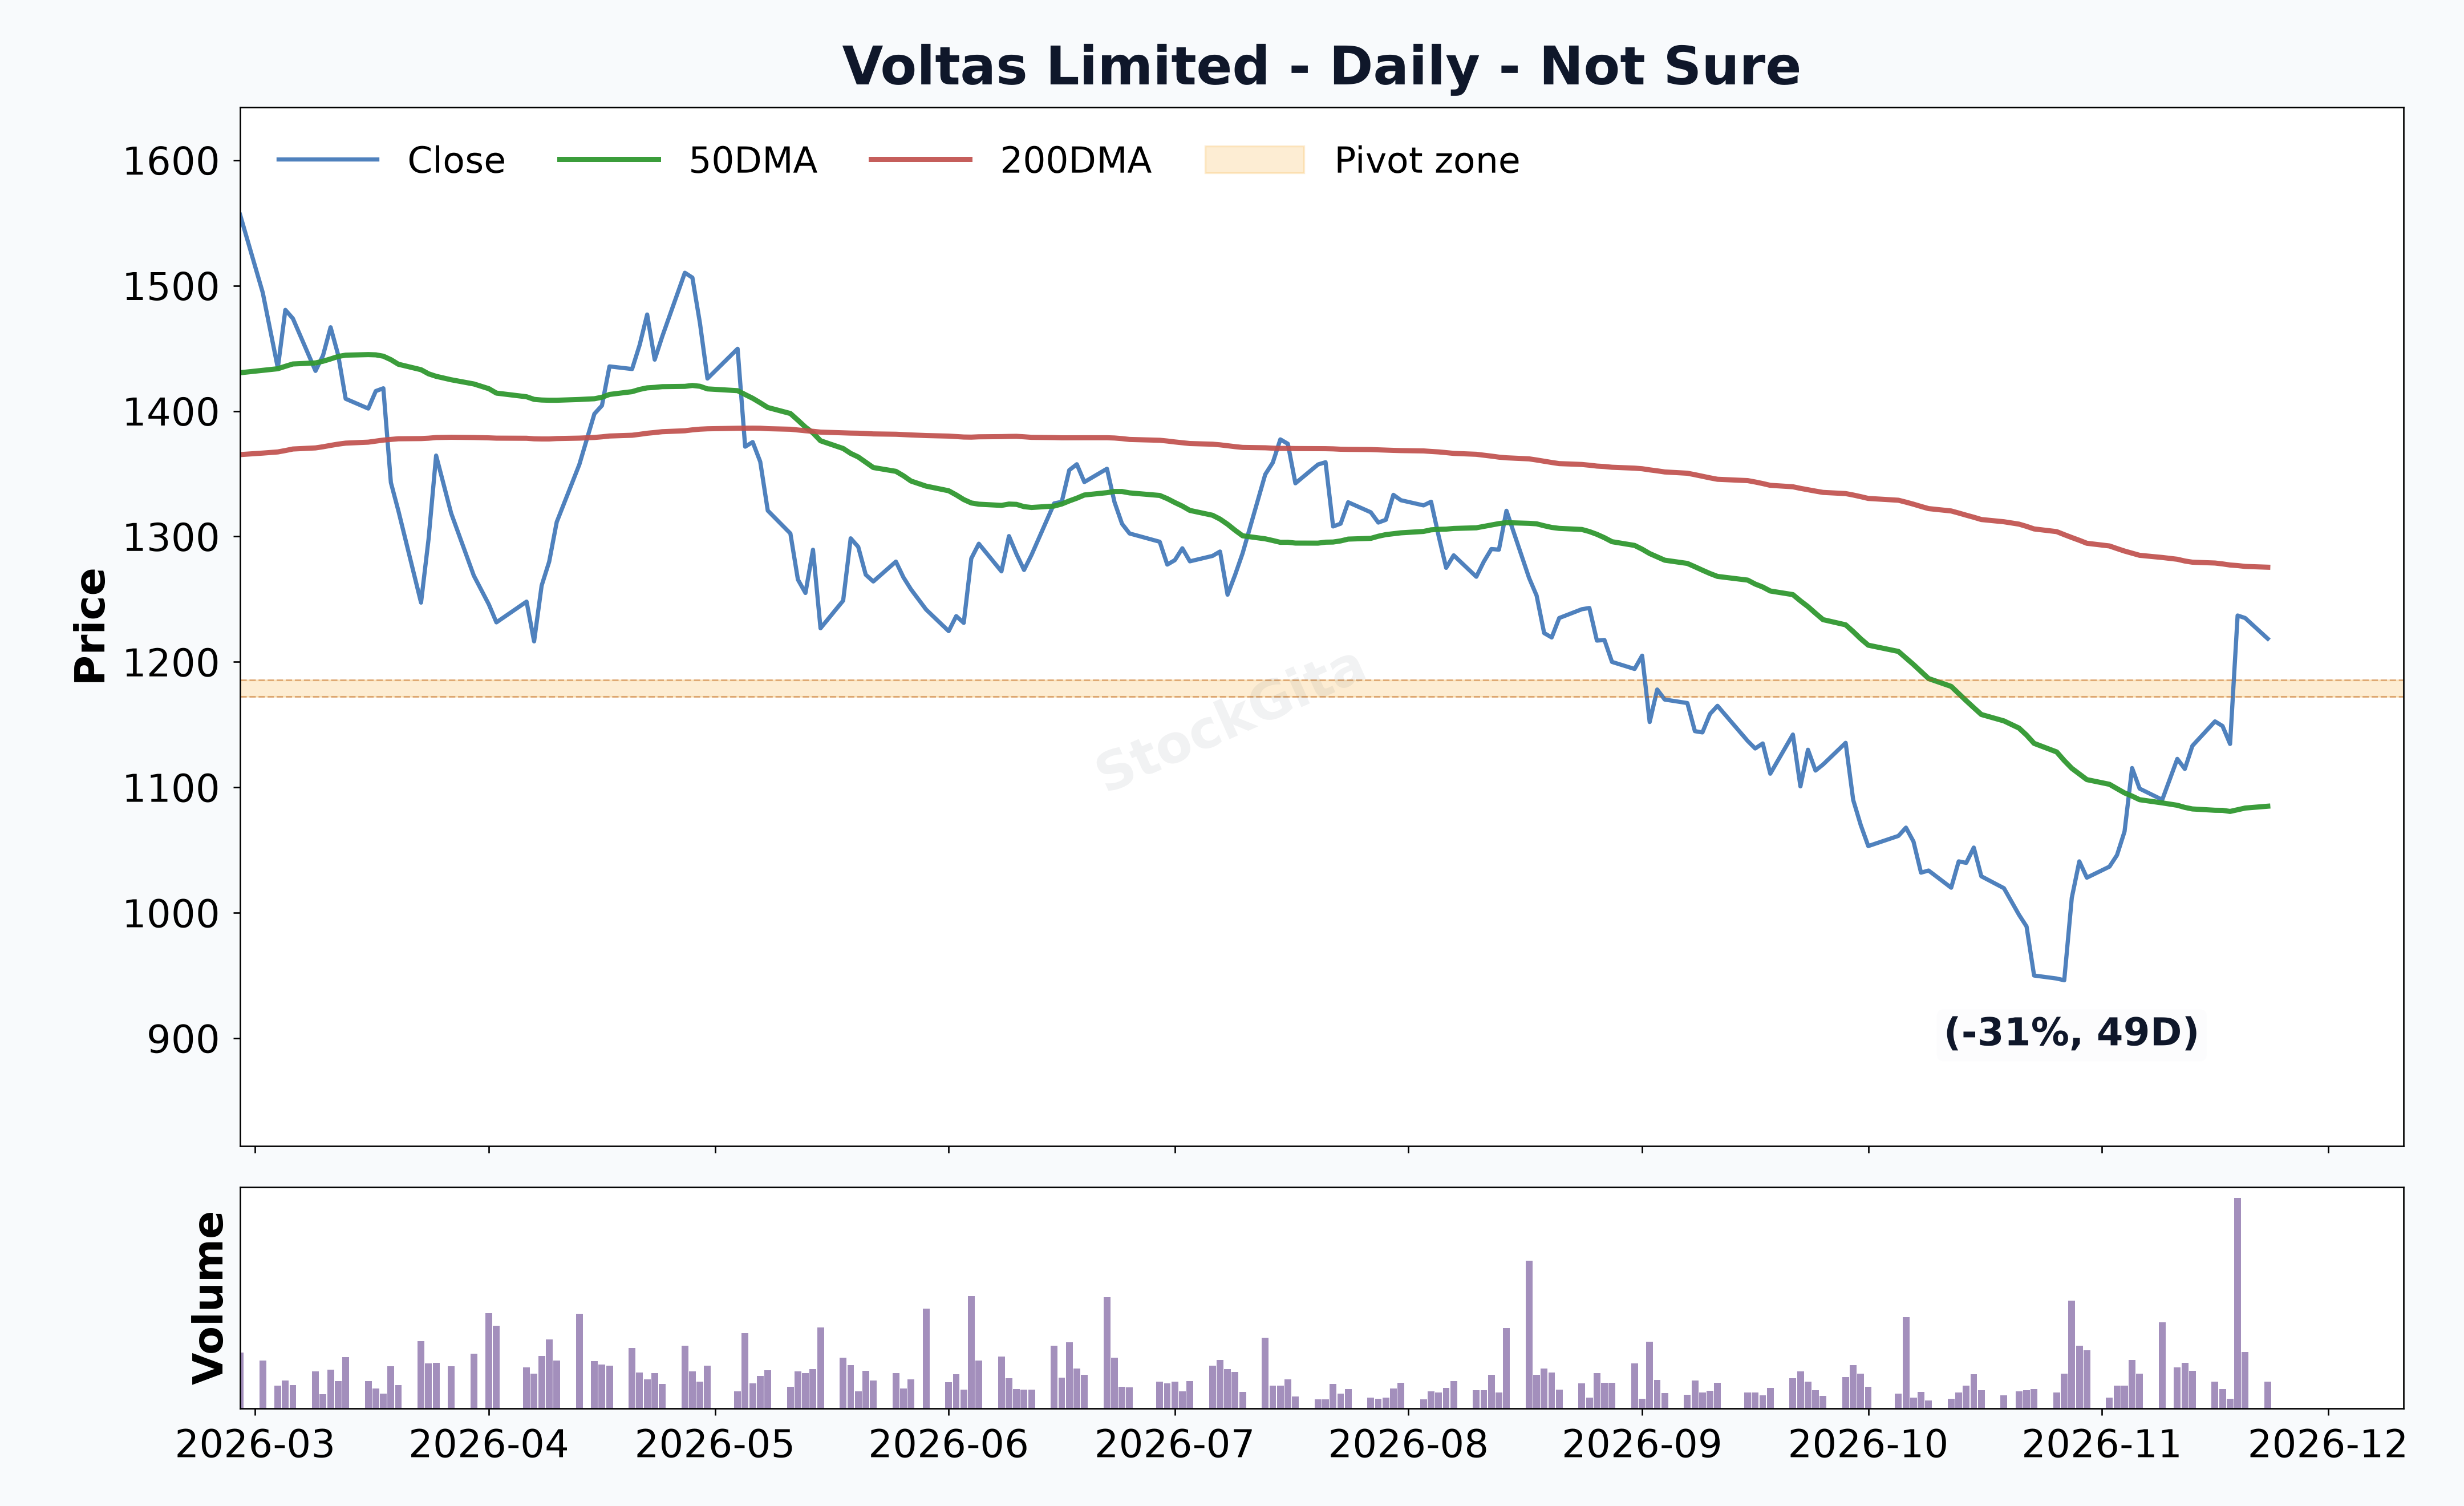 Voltas Limited - Daily - Not Sure
Close 50DMA 200DMA Pivot zone
1600
1500
1400
1300
1200
1100
1000
900
Price
StockGita
(-31%, 49D)
Volume
2026-03 2026-04 2026-05 2026-06 2026-07 2026-08 2026-09 2026-10 2026-11 2026-12